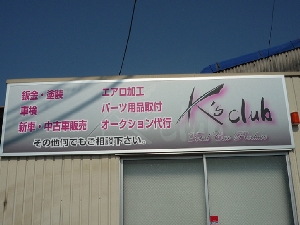 鈑金・塗装 エアロ加工
車検 パーツ用品取付
新車・中古車販売 オークション代行
その他何でもご相談下さい。
K's club